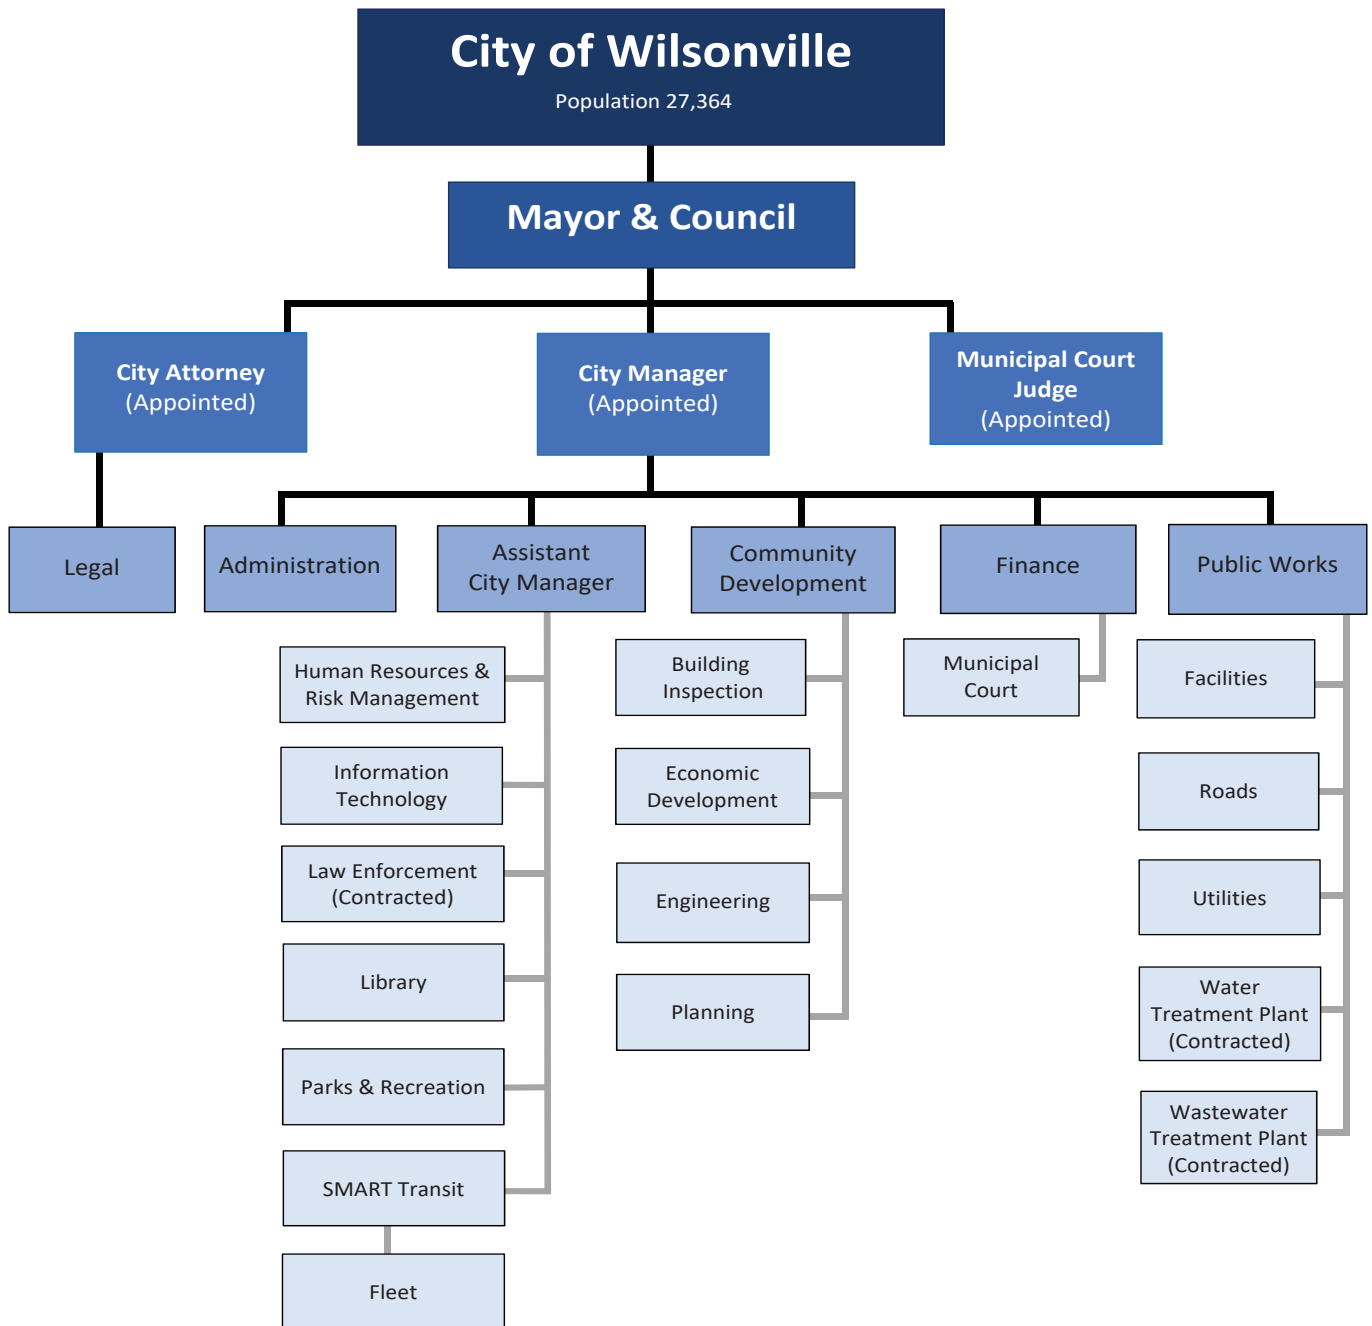 City of Wilsonville
Population 27,364
Mayor & Council
City Attorney
(Appointed)
City Manager
(Appointed)
Municipal Court
Judge
(Appointed)
Legal
Administration
Assistant
City Manager
Community
Development
Finance
Public Works
Human Resources &
Risk Management
Information
Technology
Law Enforcement
(Contracted)
Library
Parks & Recreation
SMART Transit
Fleet
Building
Inspection
Economic
Development
Engineering
Planning
Municipal
Court
Facilities
Roads
Utilities
Water
Treatment Plant
(Contracted)
Wastewater
Treatment Plant
(Contracted)